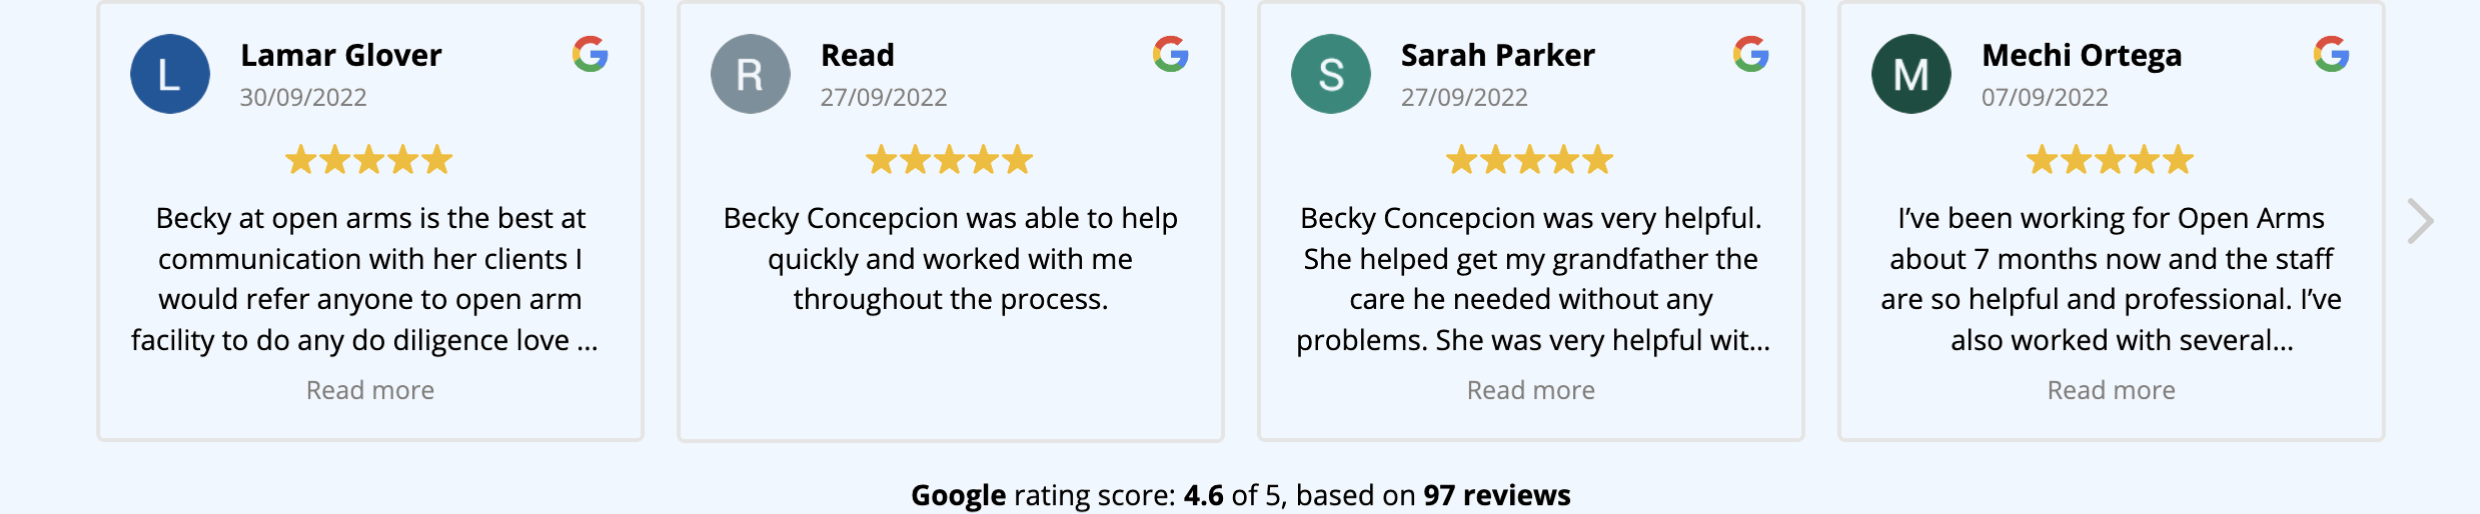 L
Lamar Glover
30/09/2022
Becky at open arms is the best at
communication with her clients I
would refer anyone to open arm
facility to do any do diligence love ...
Read more
R
Read
27/09/2022
Becky Concepcion was able to help
quickly and worked with me
throughout the process.
S
Sarah Parker
27/09/2022
Becky Concepcion was very helpful.
She helped get my grandfather the
care he needed without any
problems. She was very helpful wit...
Read more
M
Mechi Ortega
07/09/2022
I’ve been working for Open Arms
about 7 months now and the staff
are so helpful and professional. I’ve
also worked with several...
Read more
Google rating score: 4.6 of 5, based on 97 reviews